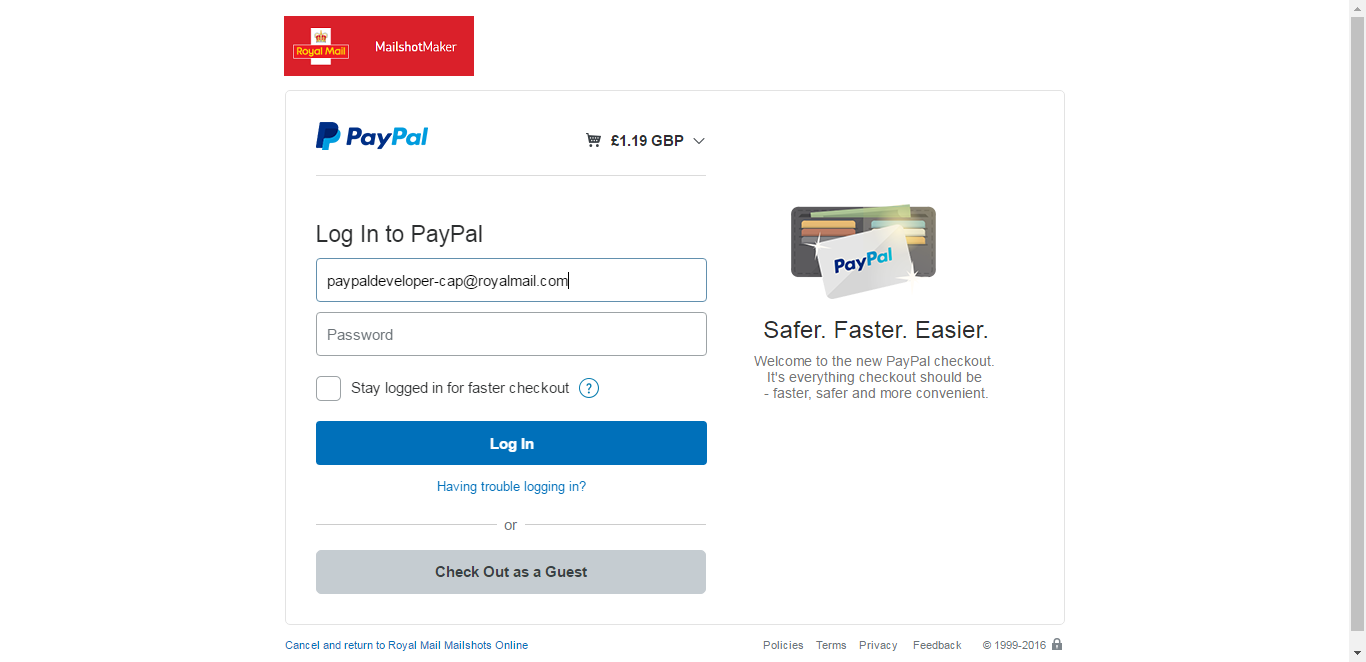 Royal Mail
MailshotMaker
PayPal
£1.19 GBP
Log In to PayPal
paypaldeveloper-cap@royalmail.com
Password
Stay logged in for faster checkout ?
Log In
Having trouble logging in?
or
Check Out as a Guest
PayPal
Safer. Faster. Easier.
Welcome to the new PayPal checkout.
It's everything checkout should be
- faster, safer and more convenient.
Cancel and return to Royal Mail Mailshots Online
Policies Terms Privacy Feedback © 1999-2016